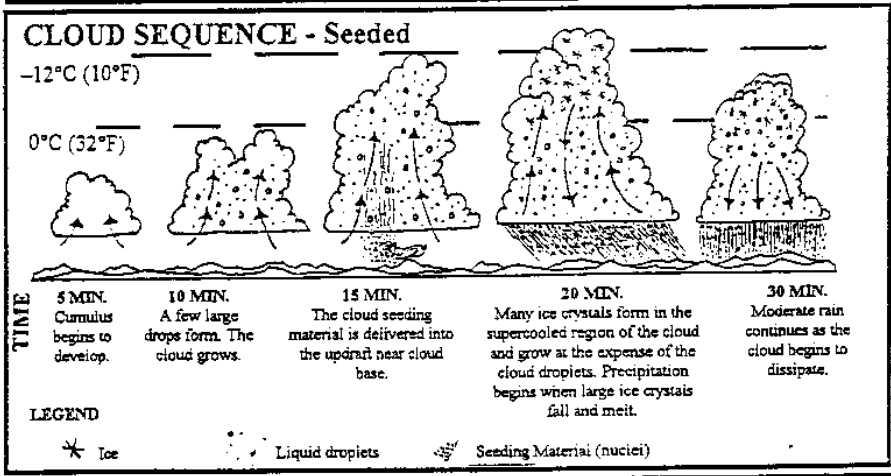 CLOUD SEQUENCE - Seeded
–12°C (10°F)
0°C (32°F)
TIME
5 MIN.
Cumulus
begins to
develop.
10 MIN.
A few large
drops form. The
cloud grows.
15 MIN.
The cloud seeding
material is delivered into
the updraft near cloud
base.
20 MIN.
Many ice crystals form in the
supercooled region of the cloud
and grow at the expense of the
cloud droplets. Precipitation
begins when large ice crystals
fall and melt.
30 MIN.
Moderate rain
continues as the
cloud begins to
dissipate.
LEGEND
Ice
Liquid droplets
Seeding Material (nuclei)